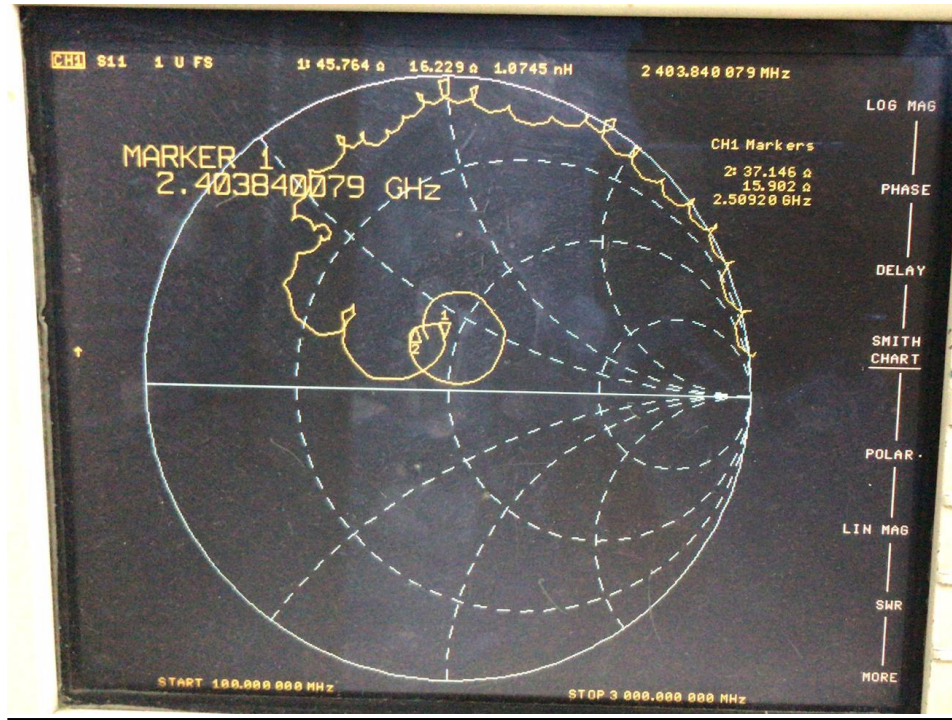 CH1 S11 1 U FS 1: 45.764 Ω 16.229 Ω 1.0745 nH 2 403.840 079 MHz
LOG MAG
CH1 Markers
MARKER 1
2.403840079 GHz
2: 37.146 Ω
15.902 Ω
2.50920 GHz
PHASE
DELAY
1
2
SMITH
CHART
POLAR
LIN MAG
SWR
MORE
START 100.000 000 MHz
STOP 3 000.000 000 MHz